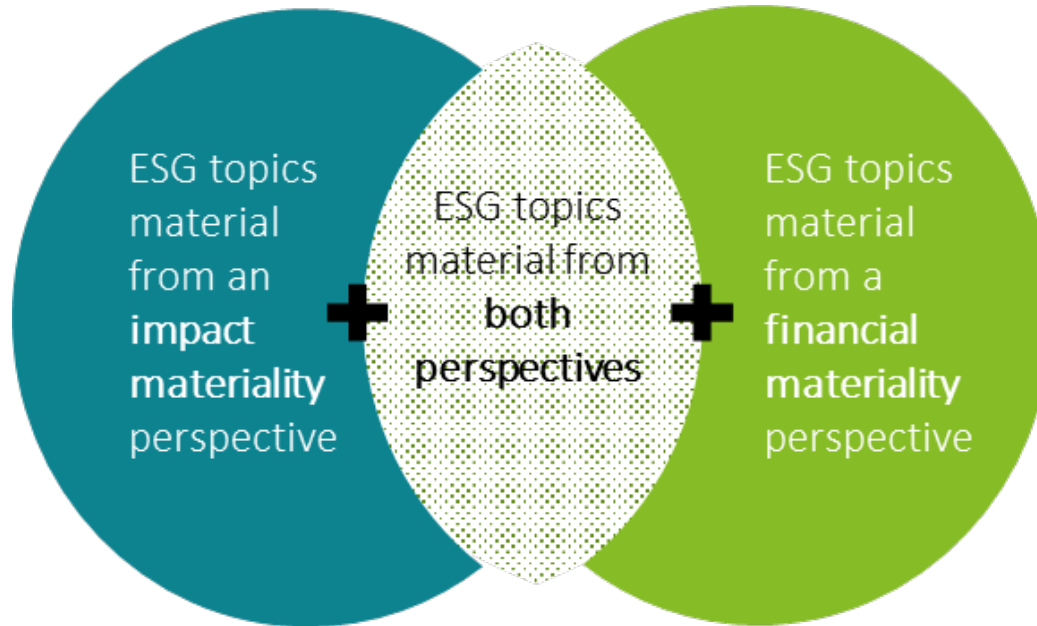 ESG topics
material
from an
impact
materiality
perspective
ESG topics
material from
both
perspectives
ESG topics
material
from a
financial
materiality
perspective